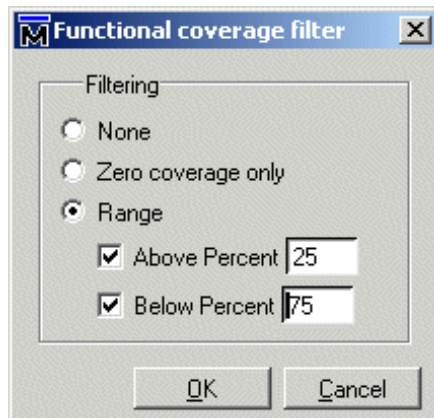 M Functional coverage filter
Filtering
None
Zero coverage only
Range
Above Percent 25
Below Percent 75
OK Cancel